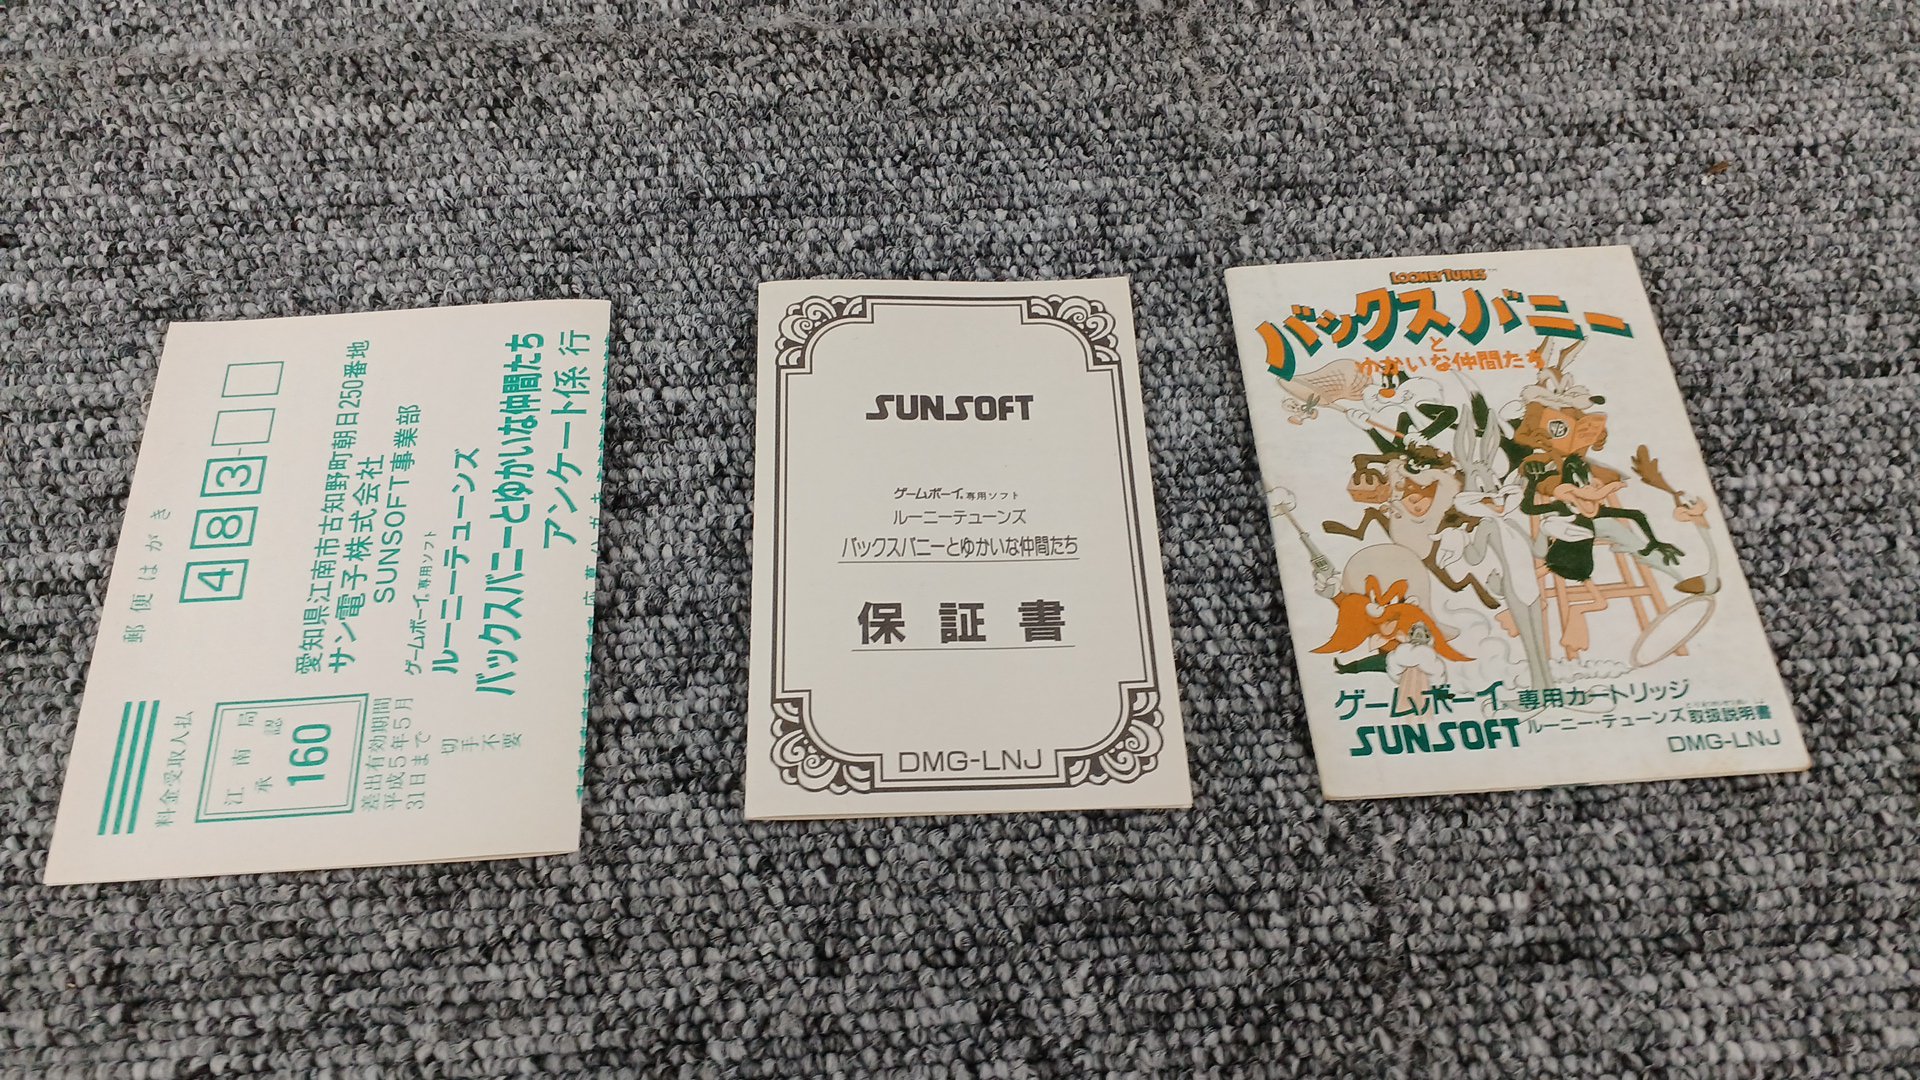 郵便はがき
483-
愛知県江南市古知野町朝日250番地
サン電子株式会社
SUNSOFT事業部
ゲームボーイ®専用ソフト
ルーニーテューンズ
バックスバニーとゆかいな仲間たち
アンケート係 行
料金受取人払
江南局
承認
160
差出有効期間
平成5年5月
31日まで
切手不要
SUNSOFT
ゲームボーイ®専用ソフト
ルーニーテューンズ
バックスバニーとゆかいな仲間たち
保証書
DMG-LNJ
LOONEY TUNES™
バックスバニー
と
ゆかいな仲間たち
ゲームボーイ専用カートリッジ
SUNSOFT ルーニー・テューンズ取扱説明書
DMG-LNJ